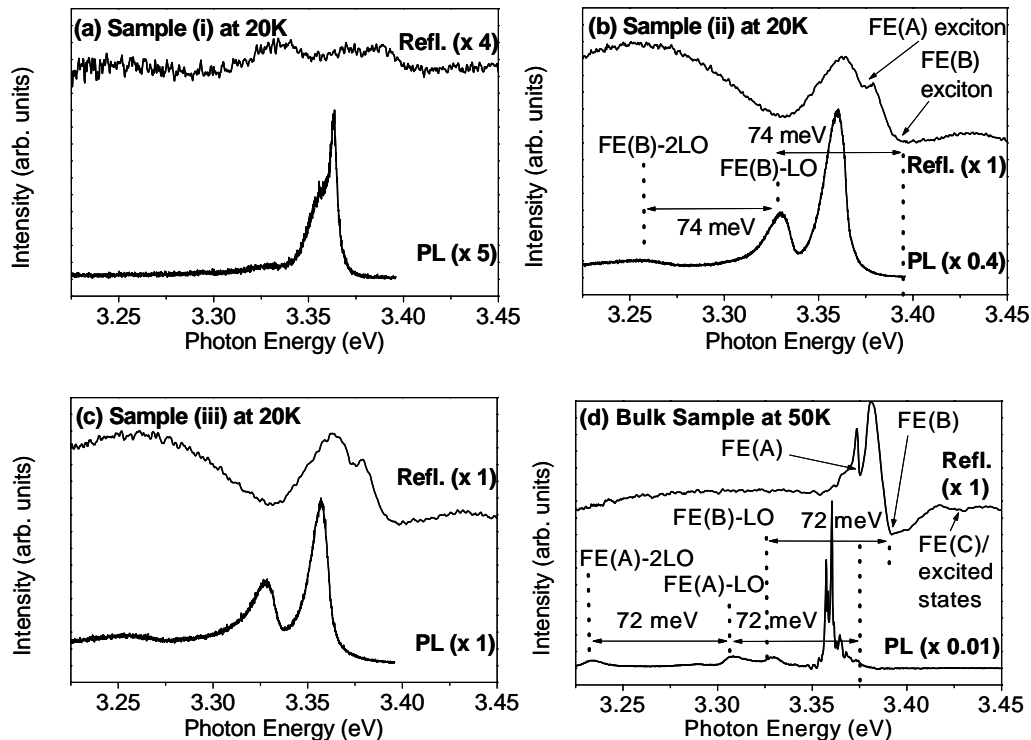 (a) Sample (i) at 20K
Refl. (x 4)
PL (x 5)
Intensity (arb. units)
3.25 3.30 3.35 3.40 3.45
Photon Energy (eV)
(b) Sample (ii) at 20K
FE(A) exciton
FE(B)
exciton
74 meV
FE(B)-2LO
FE(B)-LO
Refl. (x 1)
74 meV
PL (x 0.4)
Intensity (arb. units)
3.25 3.30 3.35 3.40 3.45
Photon Energy (eV)
(c) Sample (iii) at 20K
Refl. (x 1)
PL (x 1)
Intensity (arb. units)
3.25 3.30 3.35 3.40 3.45
Photon Energy (eV)
(d) Bulk Sample at 50K
FE(B)
FE(A)
Refl.
(x 1)
FE(B)-LO
72 meV
FE(A)-2LO
FE(C)/
excited
states
FE(A)-LO
72 meV
72 meV
PL (x 0.01)
Intensity (arb. units)
3.25 3.30 3.35 3.40 3.45
Photon Energy (eV)